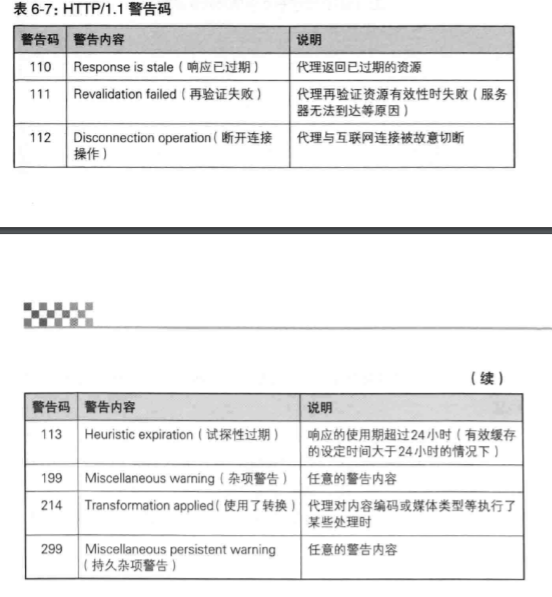 表 6-7：HTTP/1.1 警告码
警告码 警告内容 说明
110 Response is stale（响应已过期） 代理返回已过期的资源
111 Revalidation failed（再验证失败） 代理再验证资源有效性时失败（服务
器无法到达等原因）
112 Disconnection operation（断开连接 代理与互联网连接被故意切断
操作）
（续）
警告码 警告内容 说明
113 Heuristic expiration（试探性过期） 响应的使用期超过24小时（有效缓存
的设定时间大于24小时的情况下）
199 Miscellaneous warning（杂项警告） 任意的警告内容
214 Transformation applied（使用了转换） 代理对内容编码或媒体类型等执行了
某些处理时
299 Miscellaneous persistent warning 任意的警告内容
（持久杂项警告）